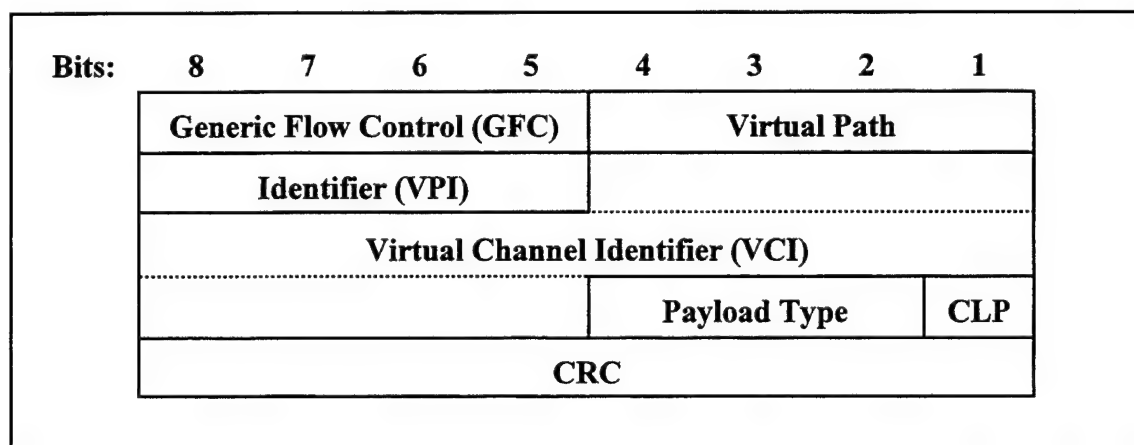 Bits: 8 7 6 5 4 3 2 1
Generic Flow Control (GFC) Virtual Path
Identifier (VPI)
Virtual Channel Identifier (VCI)
Payload Type CLP
CRC